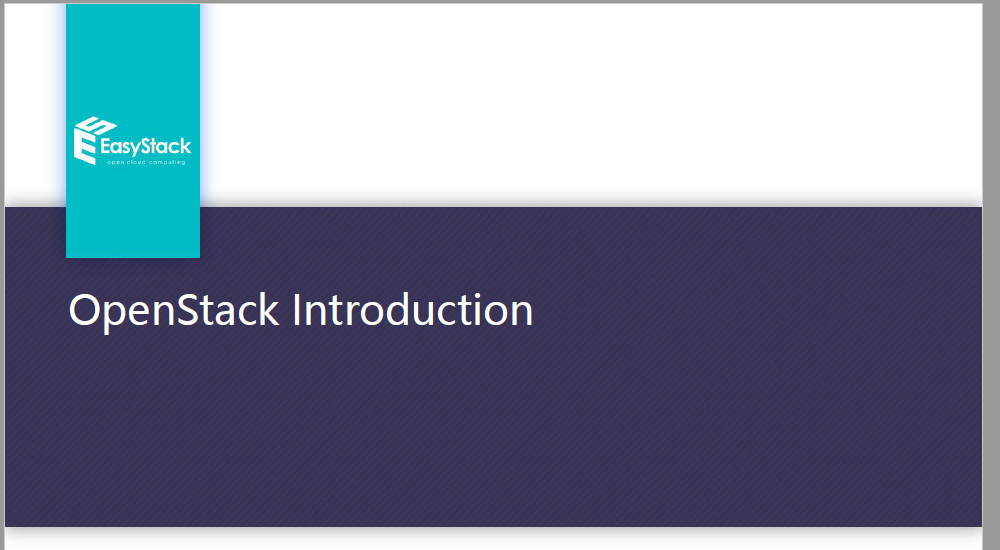 EasyStack
open cloud computing
OpenStack Introduction